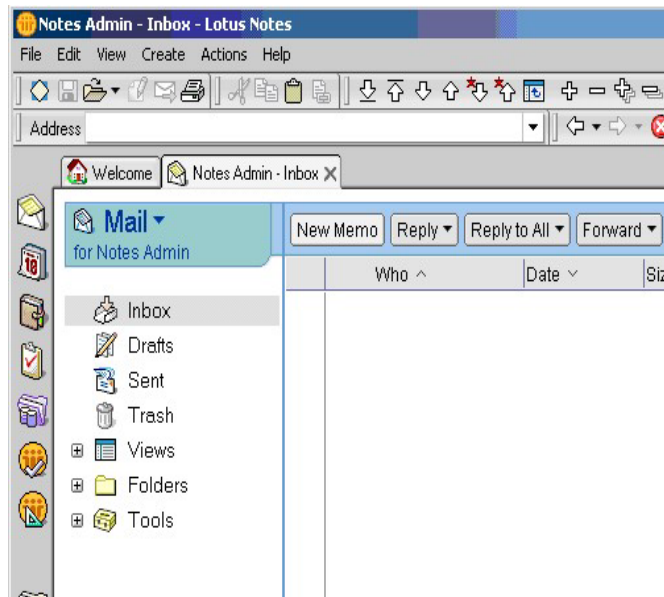 Notes Admin - Inbox - Lotus Notes
File Edit View Create Actions Help
Address
Welcome Notes Admin - Inbox
Mail
for Notes Admin
New Memo Reply Reply to All Forward
Who Date
Inbox
Drafts
Sent
Trash
Views
Folders
Tools
18